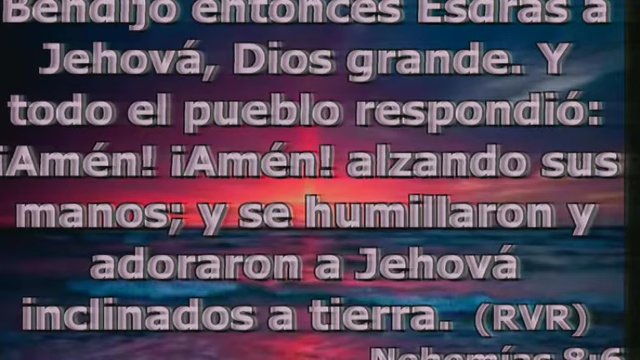 Bendijo entonces Esdras a
Jehová, Dios grande. Y
todo el pueblo respondió:
¡Amén! ¡Amén! alzando sus
manos; y se humillaron y
adoraron a Jehová
inclinados a tierra. (RVR)
Nehemías 8:6